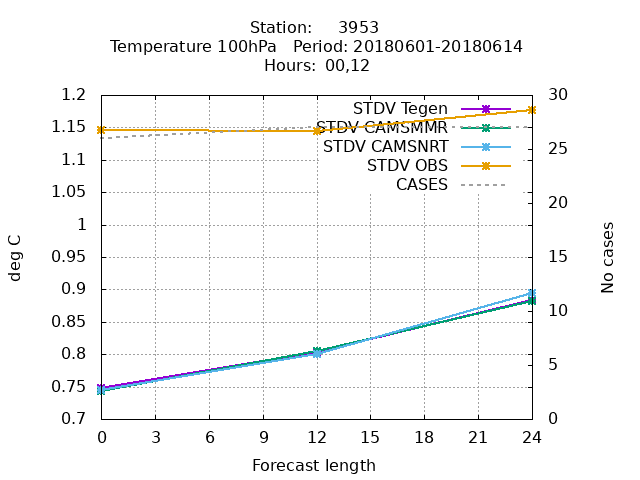 Station: 3953
Temperature 100hPa Period: 20180601-20180614
Hours: 00,12
STDV Tegen
STDV CAMSMMR
STDV CAMSNRT
STDV OBS
CASES
1.2
1.15
1.1
1.05
1
0.95
0.9
0.85
0.8
0.75
0.7
deg C
30
25
20
15
10
5
0
No cases
0 3 6 9 12 15 18 21 24
Forecast length